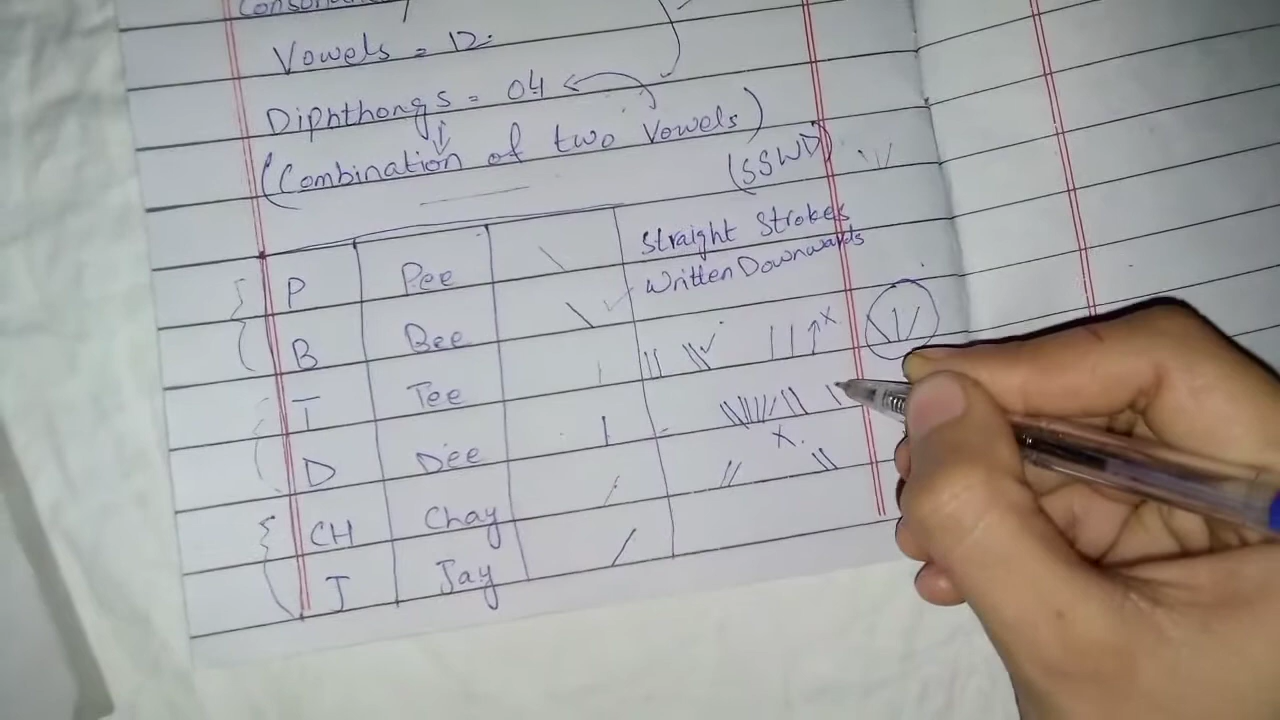 Vowels = 12.
Diphthongs = 04
(Combination of two Vowels)
(SSWD)
Straight Strokes
Written Downwards
P Pee
B Bee
T Tee
D Dee
CH Chay
J Jay